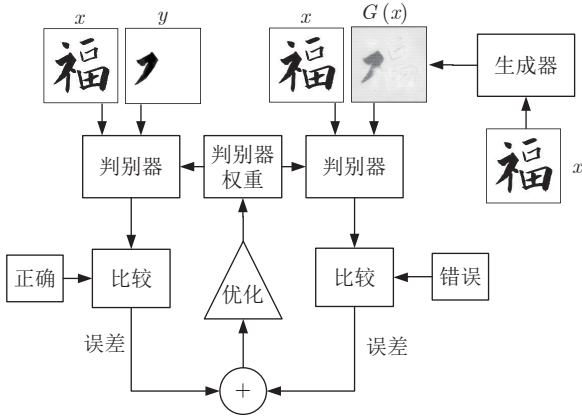 x
y
x
G (x)
福
福
生成器
判别器
判别器
权重
判别器
福
x
正确
比较
优化
比较
错误
误差
误差
+